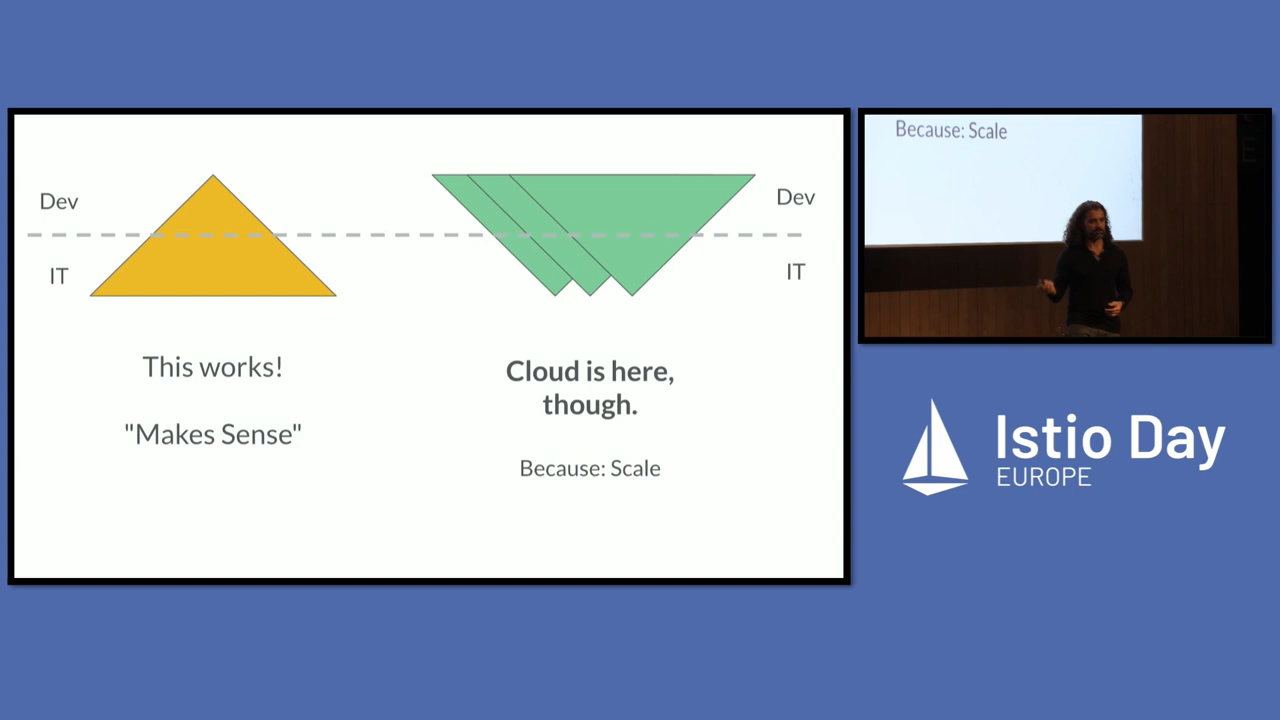 Dev
IT
This works!
"Makes Sense"
Dev
IT
Cloud is here,
though.
Because: Scale
Because: Scale
Istio Day
EUROPE